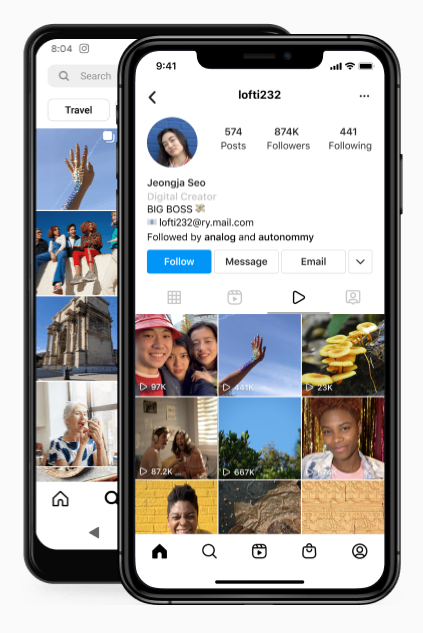 8:04
Search
Travel
9:41
lofti232
574
874K
441
Posts
Followers
Following
Jeongja Seo
Digital Creator
BIG BOSS 💸
📧 lofti232@ry.mail.com
Followed by analog and autonommy
Follow
Message
Email
97K
441K
23K
87.2 ...
667K